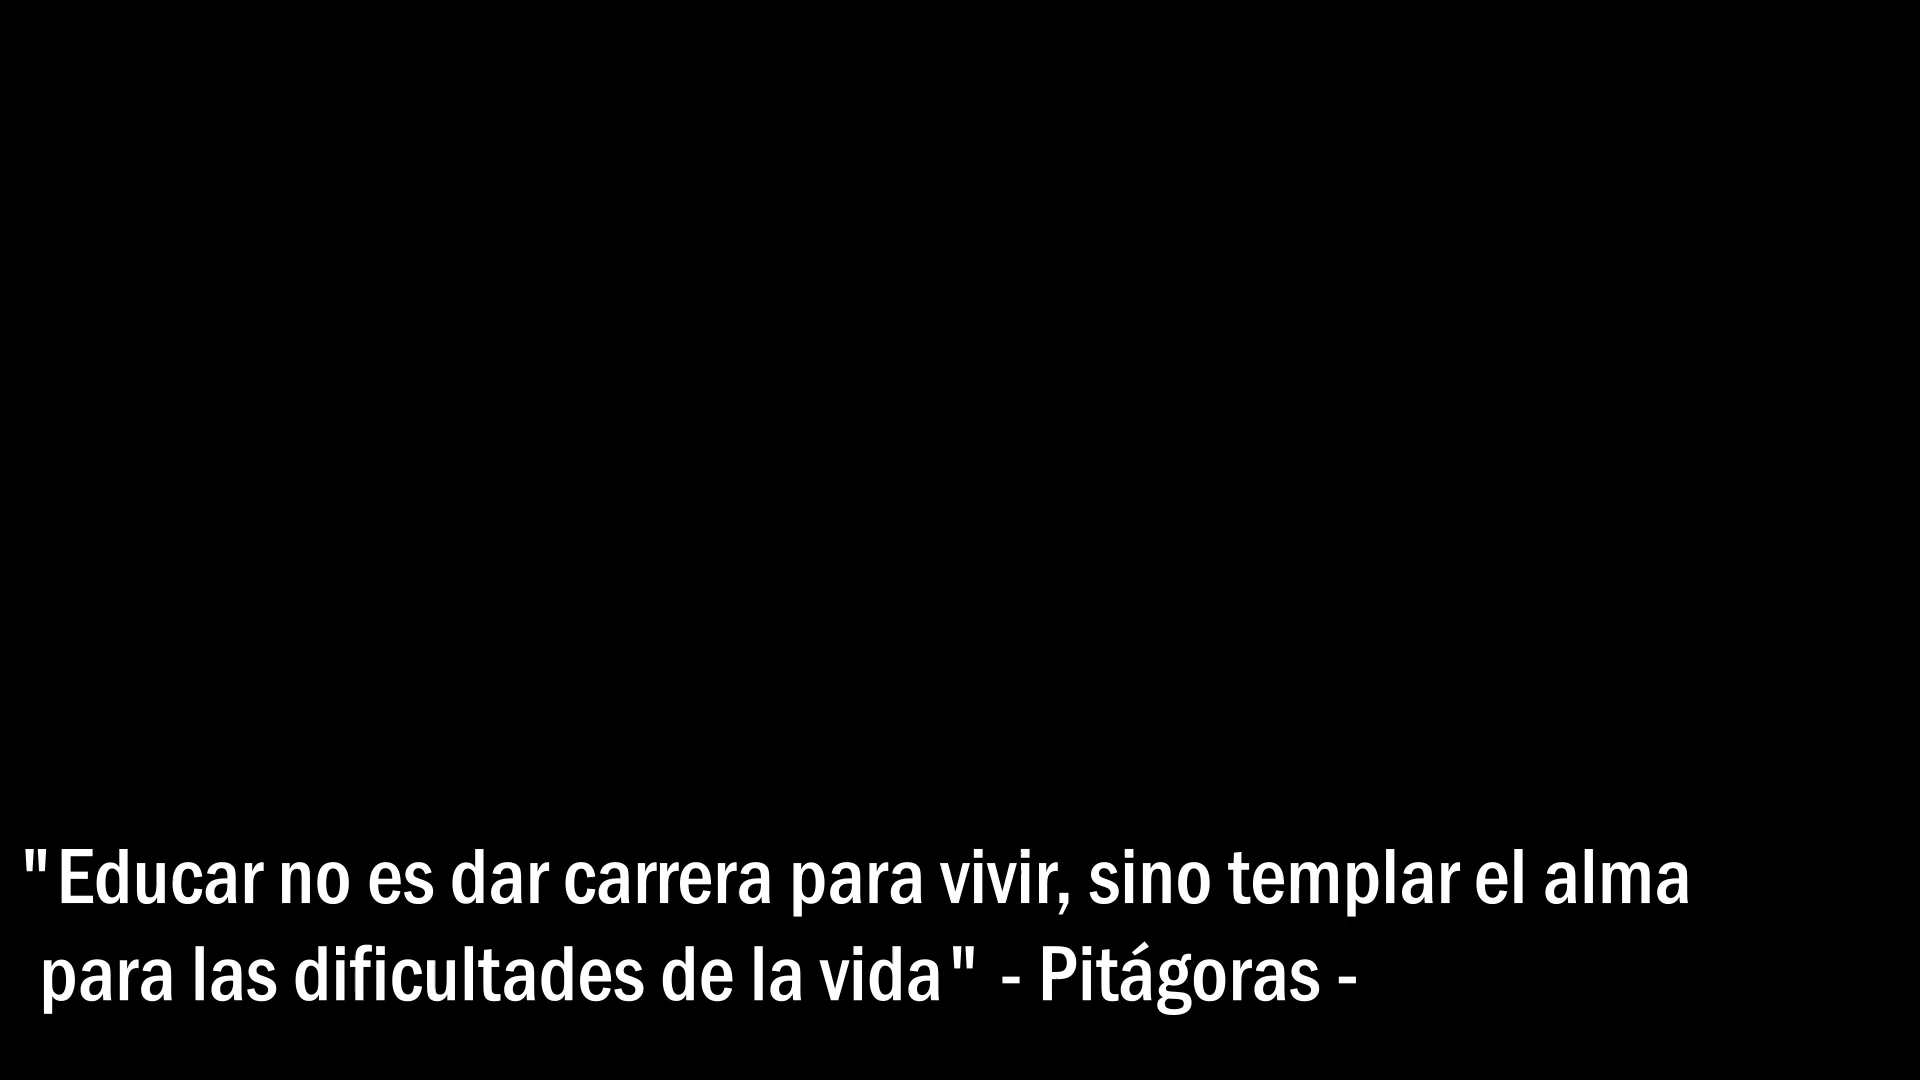 "Educar no es dar carrera para vivir, sino templar el alma
para las dificultades de la vida" - Pitágoras -